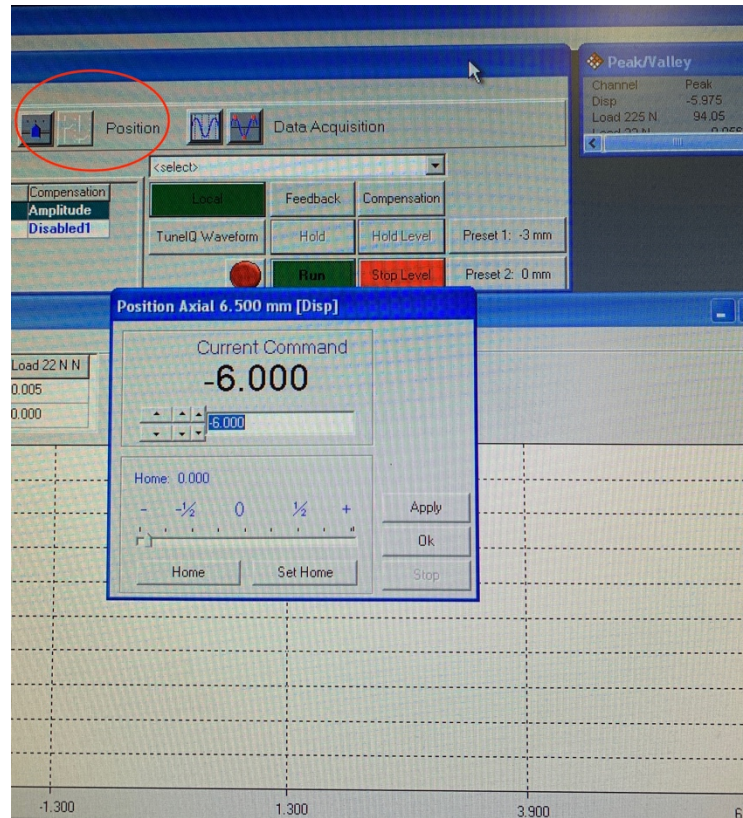 Peak/Valley
Channel Peak
Disp -5.975
Load 225 N 94.05
Load 22 N
Position Data Acquisition
<select>
Compensation
Amplitude
Disabled1
Local Feedback Compensation
TuneIQ Waveform Hold Hold Level Preset 1: -3 mm
Run Stop Level Preset 2: 0 mm
Position Axial 6.500 mm [Disp]
Current Command
-6.000
-6.000
Load 22 N N
0.005
0.000
Home: 0.000
- -½ 0 ½ +
Apply
Ok
Home Set Home Stop
-1.300 1.300 3.900 6